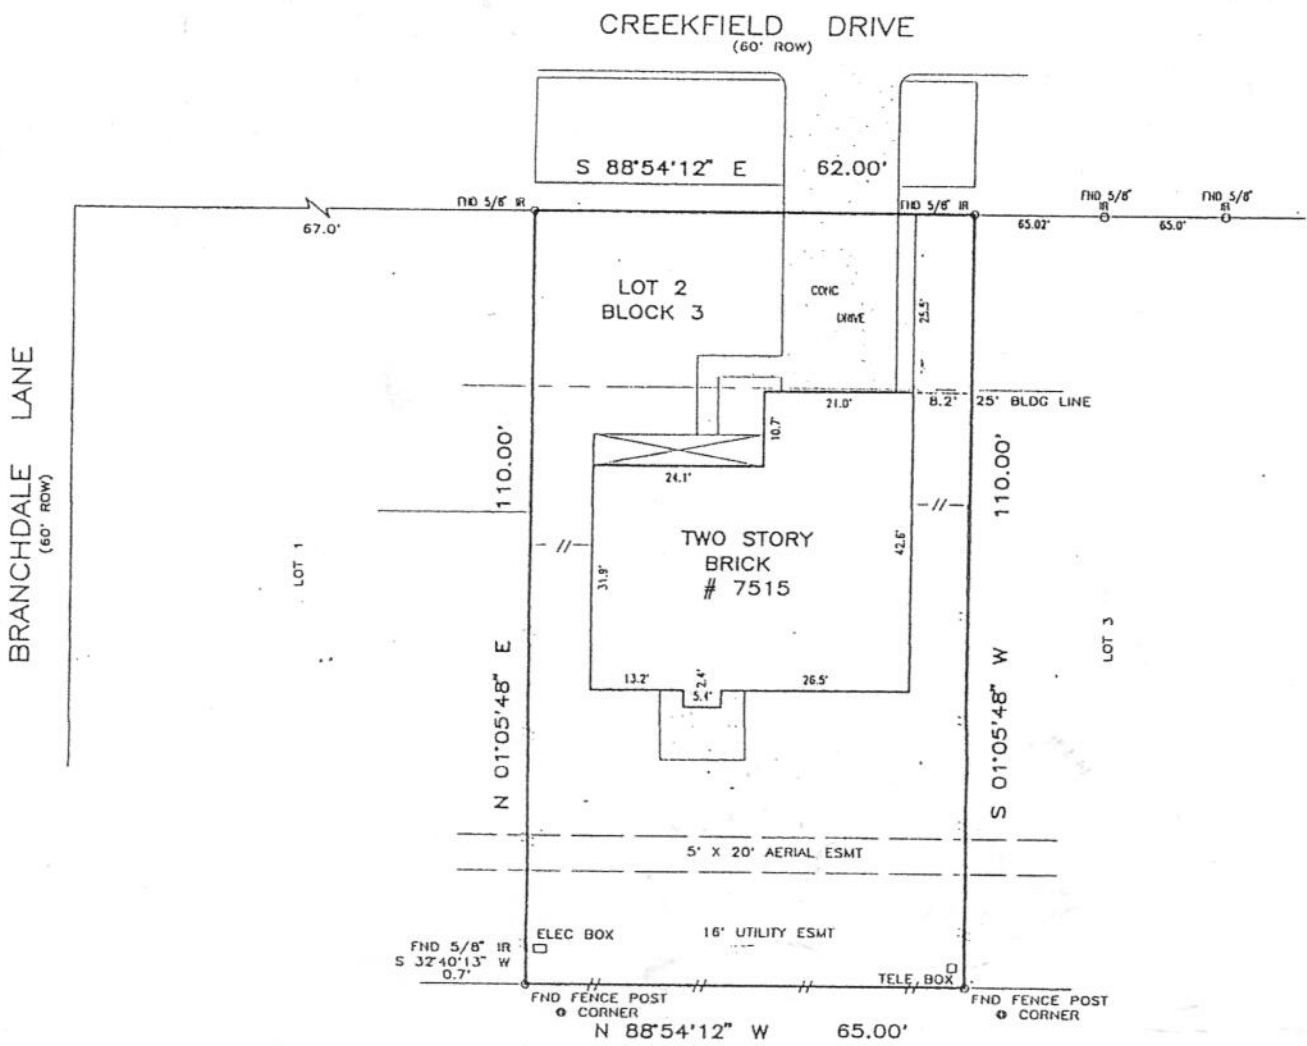 CREEKFIELD DRIVE
(60' ROW)
S 88°54'12" E 62.00'
FND 5/8" IR
FND 5/8" IR
FND 5/8"
IR
FND 5/8"
IR
67.0'
65.02'
65.0'
LOT 2
BLOCK 3
CONC
DRIVE
25.5'
BRANCHDALE LANE
(60' ROW)
21.0'
8.2'
25' BLDG LINE
10.7'
110.00'
110.00'
24.1'
TWO STORY
BRICK
# 7515
42.6'
31.9'
LOT 1
LOT 3
13.2'
2.4'
5.4'
26.5'
N 01°05'48" E
S 01°05'48" W
5' X 20' AERIAL ESMT
16' UTILITY ESMT
ELEC BOX
FND 5/8" IR
S 32°40'13" W
0.7'
TELE BOX
FND FENCE POST
@ CORNER
FND FENCE POST
@ CORNER
N 88°54'12" W 65.00'